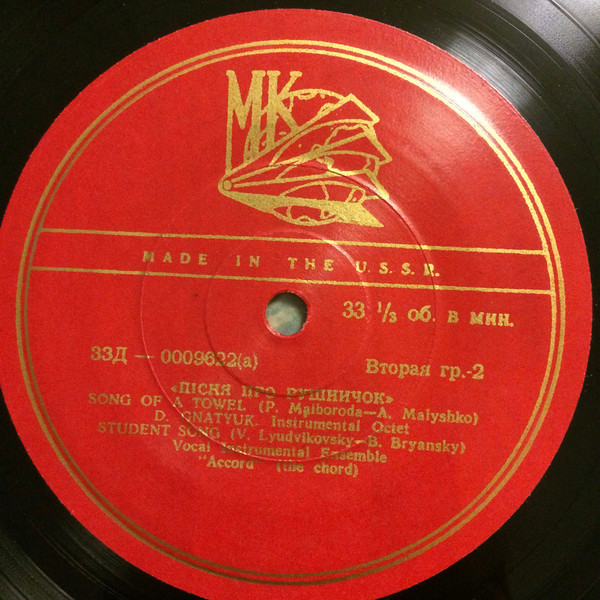 МК
MADE IN THE U.S.S.R.
33 1/3 об. в мин.
33Д — 0009622(a)
Вторая гр.-2
«ПІСНЯ ПРО РУШНИЧОК»
SONG OF A TOWEL (P. Maiboroda—A. Malyshko)
D. GNATYUK. Instrumental Octet
STUDENT SONG (V. Lyudvikovsky—B. Bryansky)
Vocal Instrumental Ensemble
"Accord" (the chord)